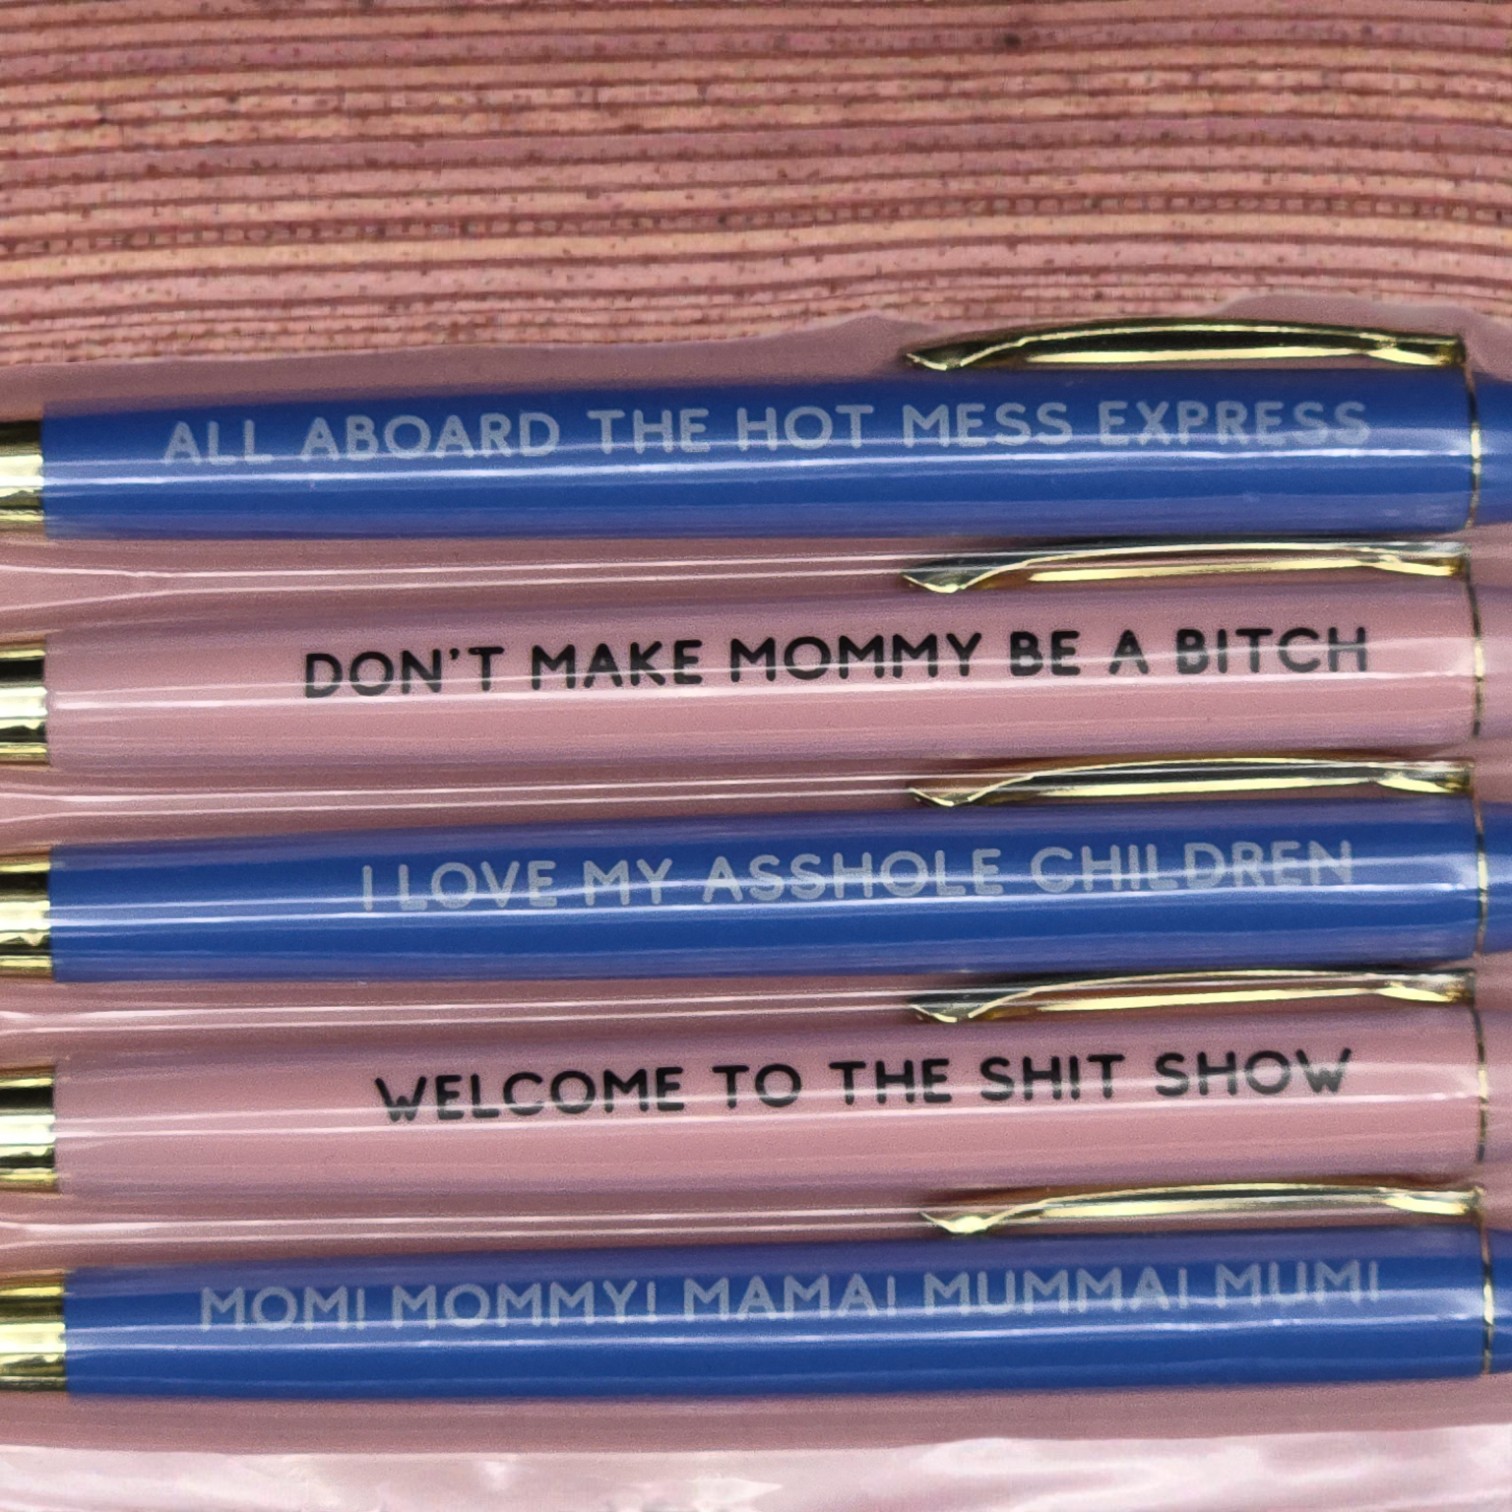 ALL ABOARD THE HOT MESS EXPRESS
DON'T MAKE MOMMY BE A BITCH
I LOVE MY ASSHOLE CHILDREN
WELCOME TO THE SHIT SHOW
MOM! MOMMY! MAMA! MUMMA! MUM!